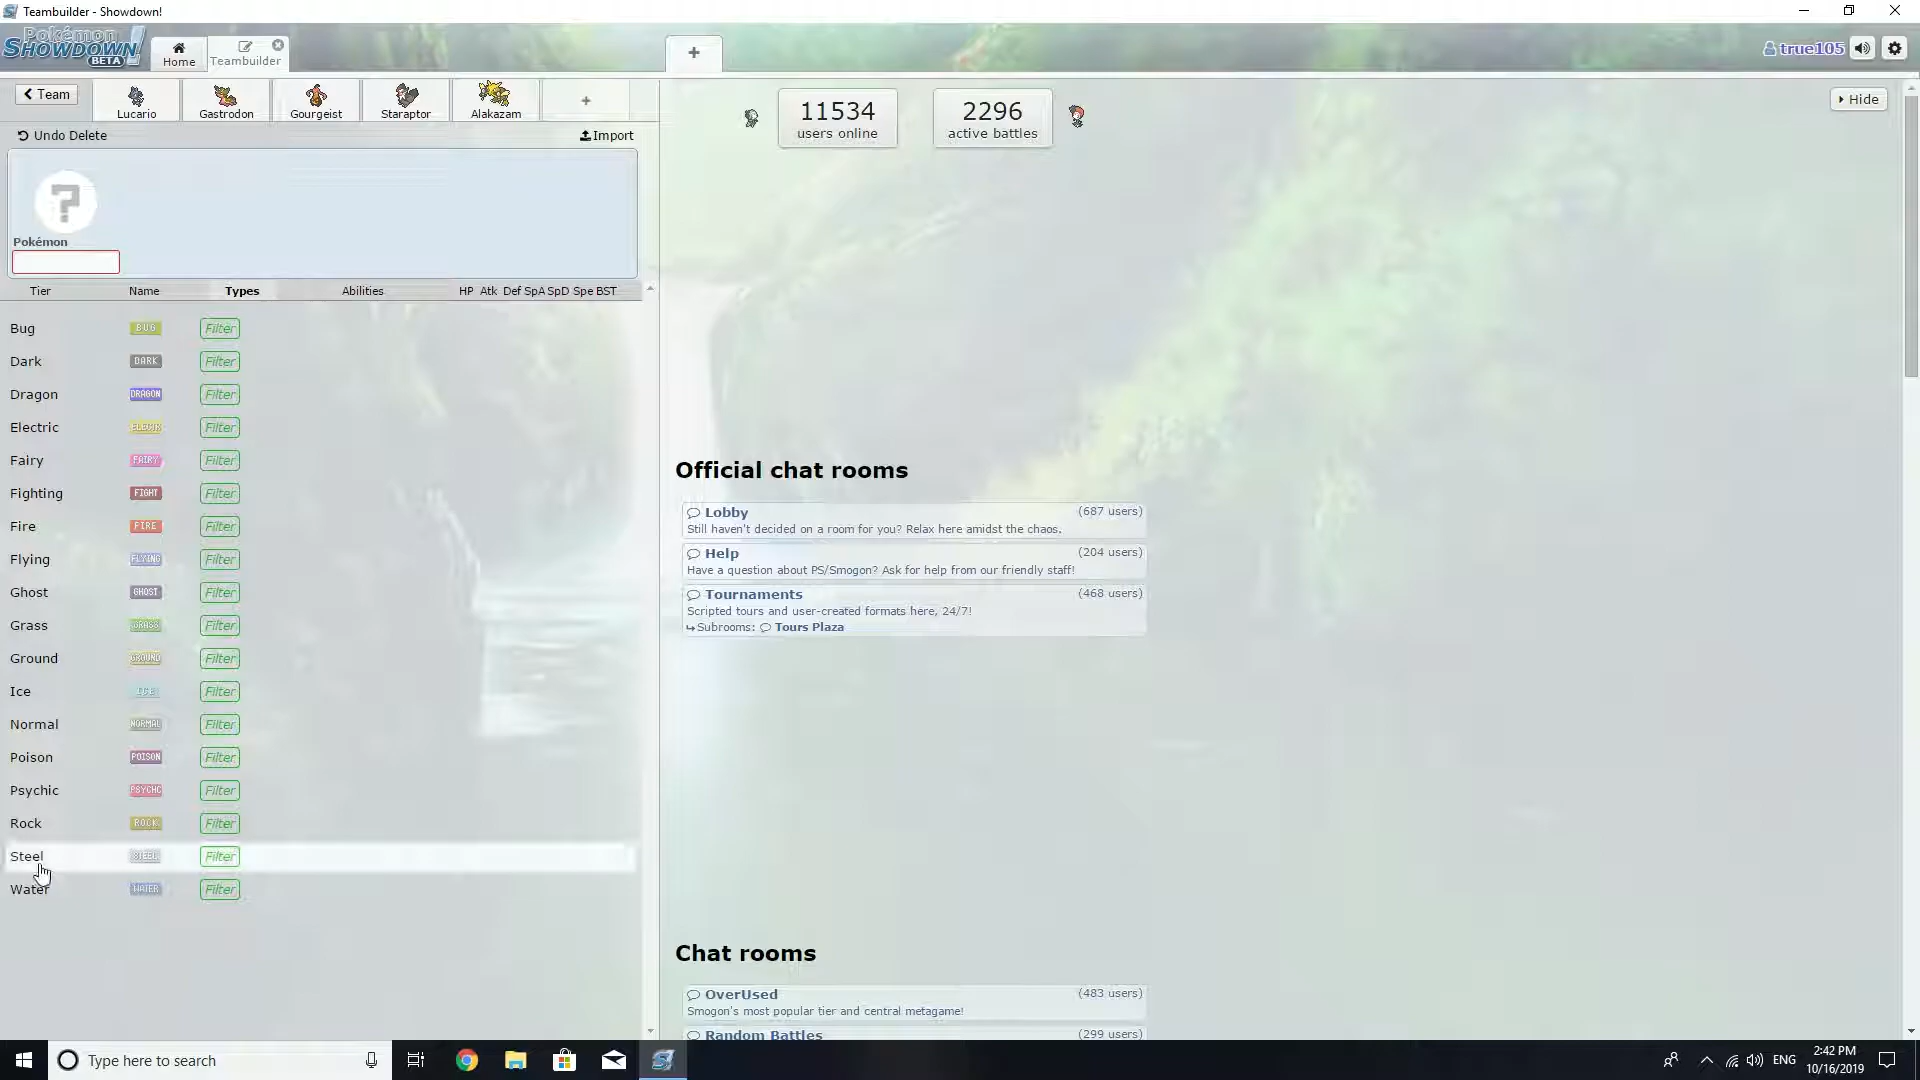 Teambuilder - Showdown!
Pokémon
SHOWDOWN!
BETA
Home
Teambuilder
+
true105
Team
Lucario
Gastrodon
Gourgeist
Staraptor
Alakazam
+
Undo Delete
Import
11534
users online
2296
active battles
Hide
?
Pokémon
Tier Name Types Abilities HP Atk Def SpA SpD Spe BST
Bug BUG Filter
Dark DARK Filter
Dragon DRAGON Filter
Electric ELECTR Filter
Fairy FAIRY Filter
Fighting FIGHT Filter
Fire FIRE Filter
Flying FLYING Filter
Ghost GHOST Filter
Grass GRASS Filter
Ground GROUND Filter
Ice ICE Filter
Normal NORMAL Filter
Poison POISON Filter
Psychic PSYCHC Filter
Rock ROCK Filter
Steel STEEL Filter
Water WATER Filter
Official chat rooms
Lobby (687 users)
Still haven't decided on a room for you? Relax here amidst the chaos.
Help (204 users)
Have a question about PS/Smogon? Ask for help from our friendly staff!
Tournaments (468 users)
Scripted tours and user-created formats here, 24/7!
Subrooms: Tours Plaza
Chat rooms
OverUsed (483 users)
Smogon's most popular tier and central metagame!
Random Battles (299 users)
Type here to search
ENG
2:42 PM
10/16/2019